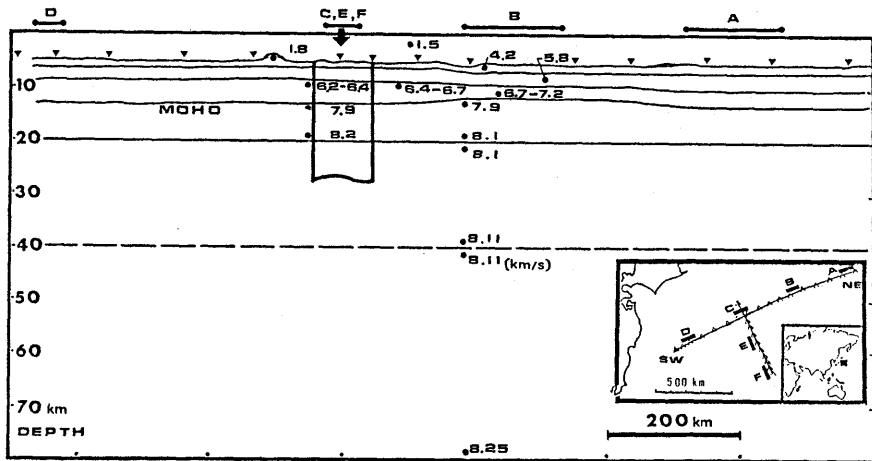 D C,E,F B A
1.8 1.5 4.2 5.8
-10 6.2-6.4 6.4-6.7 6.7-7.2
MOHO 7.9 7.9
-20 8.2 8.1
8.1
-30
-40 8.11
8.11 (km/s)
-50
-60
-70 km
DEPTH
8.25
200 km
A
NE
B
C
D
SW
E
F
500 km